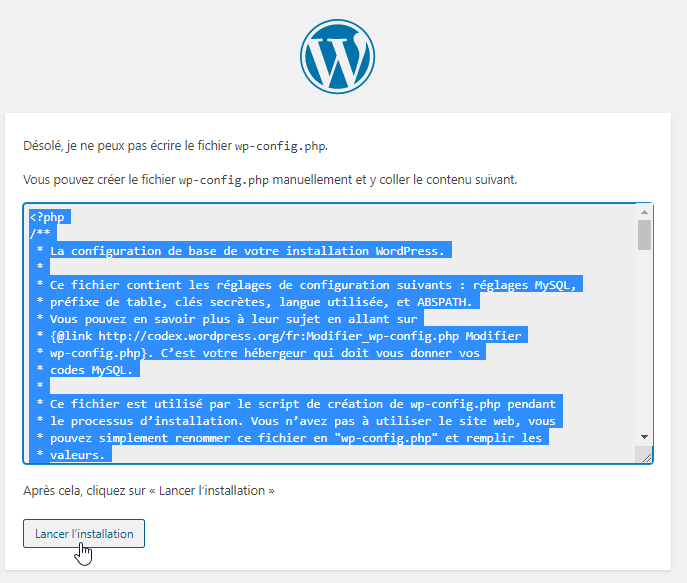 Désolé, je ne peux pas écrire le fichier wp-config.php.
Vous pouvez créer le fichier wp-config.php manuellement et y coller le contenu suivant.
<?php
/**
* La configuration de base de votre installation WordPress.
*
* Ce fichier contient les réglages de configuration suivants : réglages MySQL,
* préfixe de table, clés secrètes, langue utilisée, et ABSPATH.
* Vous pouvez en savoir plus à leur sujet en allant sur
* {@link http://codex.wordpress.org/fr:Modifier_wp-config.php Modifier
* wp-config.php}. C’est votre hébergeur qui doit vous donner vos
* codes MySQL.
*
* Ce fichier est utilisé par le script de création de wp-config.php pendant
* le processus d’installation. Vous n’avez pas à utiliser le site web, vous
* pouvez simplement renommer ce fichier en "wp-config.php" et remplir les
* valeurs.
Après cela, cliquez sur « Lancer l’installation »
Lancer l’installation